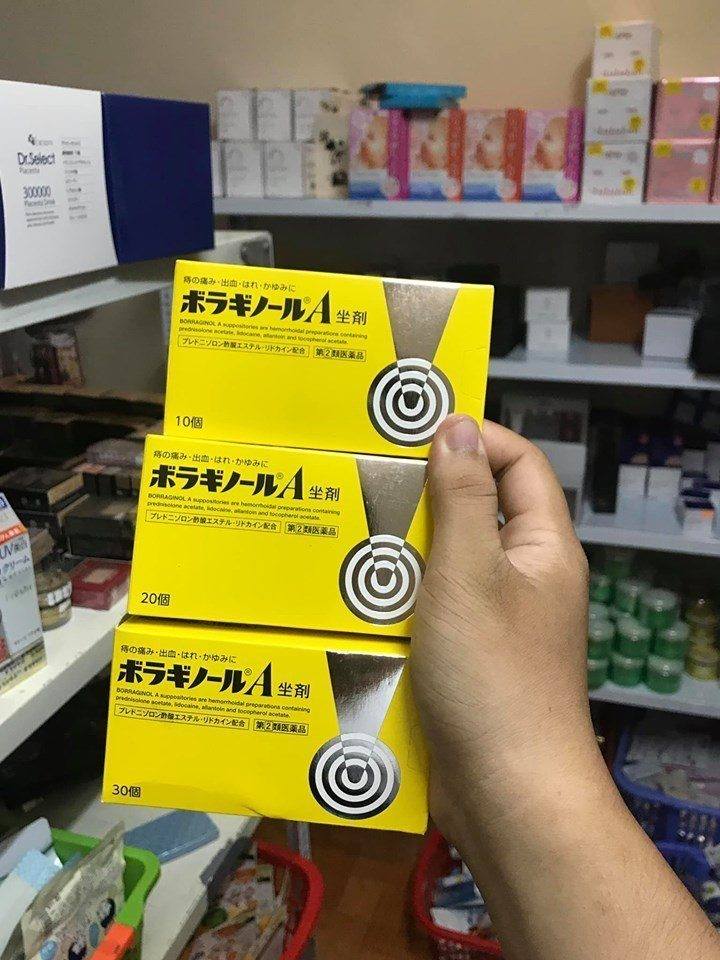 Dr.Select
Placenta
300000
Placenta Drink
痔の痛み・出血・はれ・かゆみに
ボラギノール®A坐剤
BORRAGINOL A suppositories are hemorrhoidal preparations containing
prednisolone acetate, lidocaine, allantoin and tocopherol acetate.
プレドニゾロン酢酸エステル・リドカイン配合 指定第②類医薬品
10個
痔の痛み・出血・はれ・かゆみに
ボラギノール®A坐剤
BORRAGINOL A suppositories are hemorrhoidal preparations containing
prednisolone acetate, lidocaine, allantoin and tocopherol acetate.
プレドニゾロン酢酸エステル・リドカイン配合 第②類医薬品
20個
痔の痛み・出血・はれ・かゆみに
ボラギノール®A坐剤
BORRAGINOL A suppositories are hemorrhoidal preparations containing
prednisolone acetate, lidocaine, allantoin and tocopherol acetate.
プレドニゾロン酢酸エステル・リドカイン配合 第②類医薬品
30個